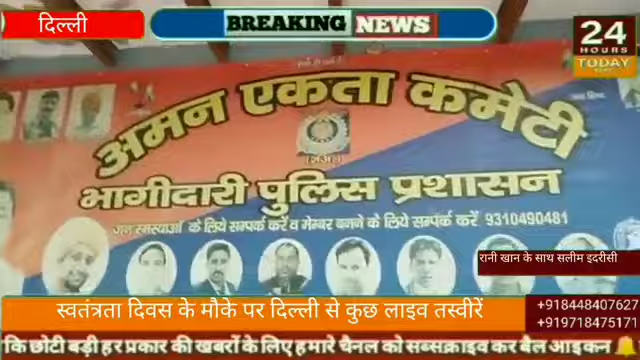 दिल्ली
BREAKING NEWS
24
HOURS
TODAY
अमन एकता कमेटी
भागीदारी पुलिस प्रशासन
जन समस्याओं के लिये सम्पर्क करें व मेम्बर बनने के लिये सम्पर्क करें 9310490481
रानी खान के साथ सलीम इदरीसी
स्वतंत्रता दिवस के मौके पर दिल्ली से कुछ लाइव तस्वीरें
+918448407627
+919718475171
कि छोटी बड़ी हर प्रकार की खबरों के लिए हमारे चैनल को सब्सक्राइब कर बैल आइकन